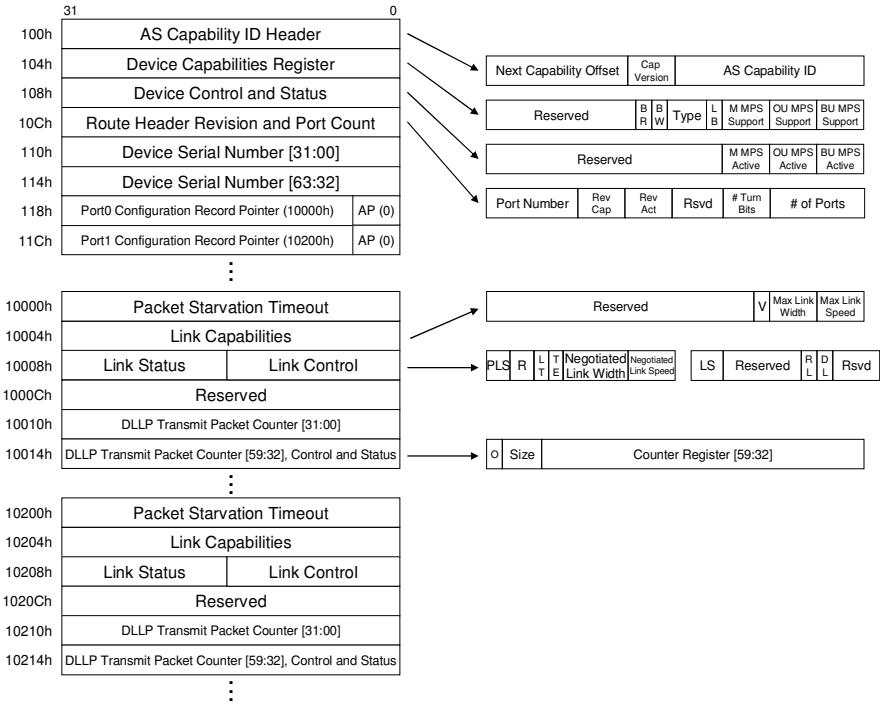 31 0
100h AS Capability ID Header
104h Device Capabilities Register
108h Device Control and Status
10Ch Route Header Revision and Port Count
110h Device Serial Number [31:00]
114h Device Serial Number [63:32]
118h Port0 Configuration Record Pointer (10000h) AP (0)
11Ch Port1 Configuration Record Pointer (10200h) AP (0)
Next Capability Offset Cap Version AS Capability ID
Reserved BR BW Type LB M MPS Support OU MPS Support BU MPS Support
Reserved M MPS Active OU MPS Active BU MPS Active
Port Number Rev Cap Rev Act Rsvd # Turn Bits # of Ports
10000h Packet Starvation Timeout
10004h Link Capabilities
10008h Link Status Link Control
1000Ch Reserved
10010h DLLP Transmit Packet Counter [31:00]
10014h DLLP Transmit Packet Counter [59:32], Control and Status
Reserved V Max Link Width Max Link Speed
PLS R LT TE Negotiated Link Width Negotiated Link Speed LS Reserved RL DL Rsvd
O Size Counter Register [59:32]
10200h Packet Starvation Timeout
10204h Link Capabilities
10208h Link Status Link Control
1020Ch Reserved
10210h DLLP Transmit Packet Counter [31:00]
10214h DLLP Transmit Packet Counter [59:32], Control and Status